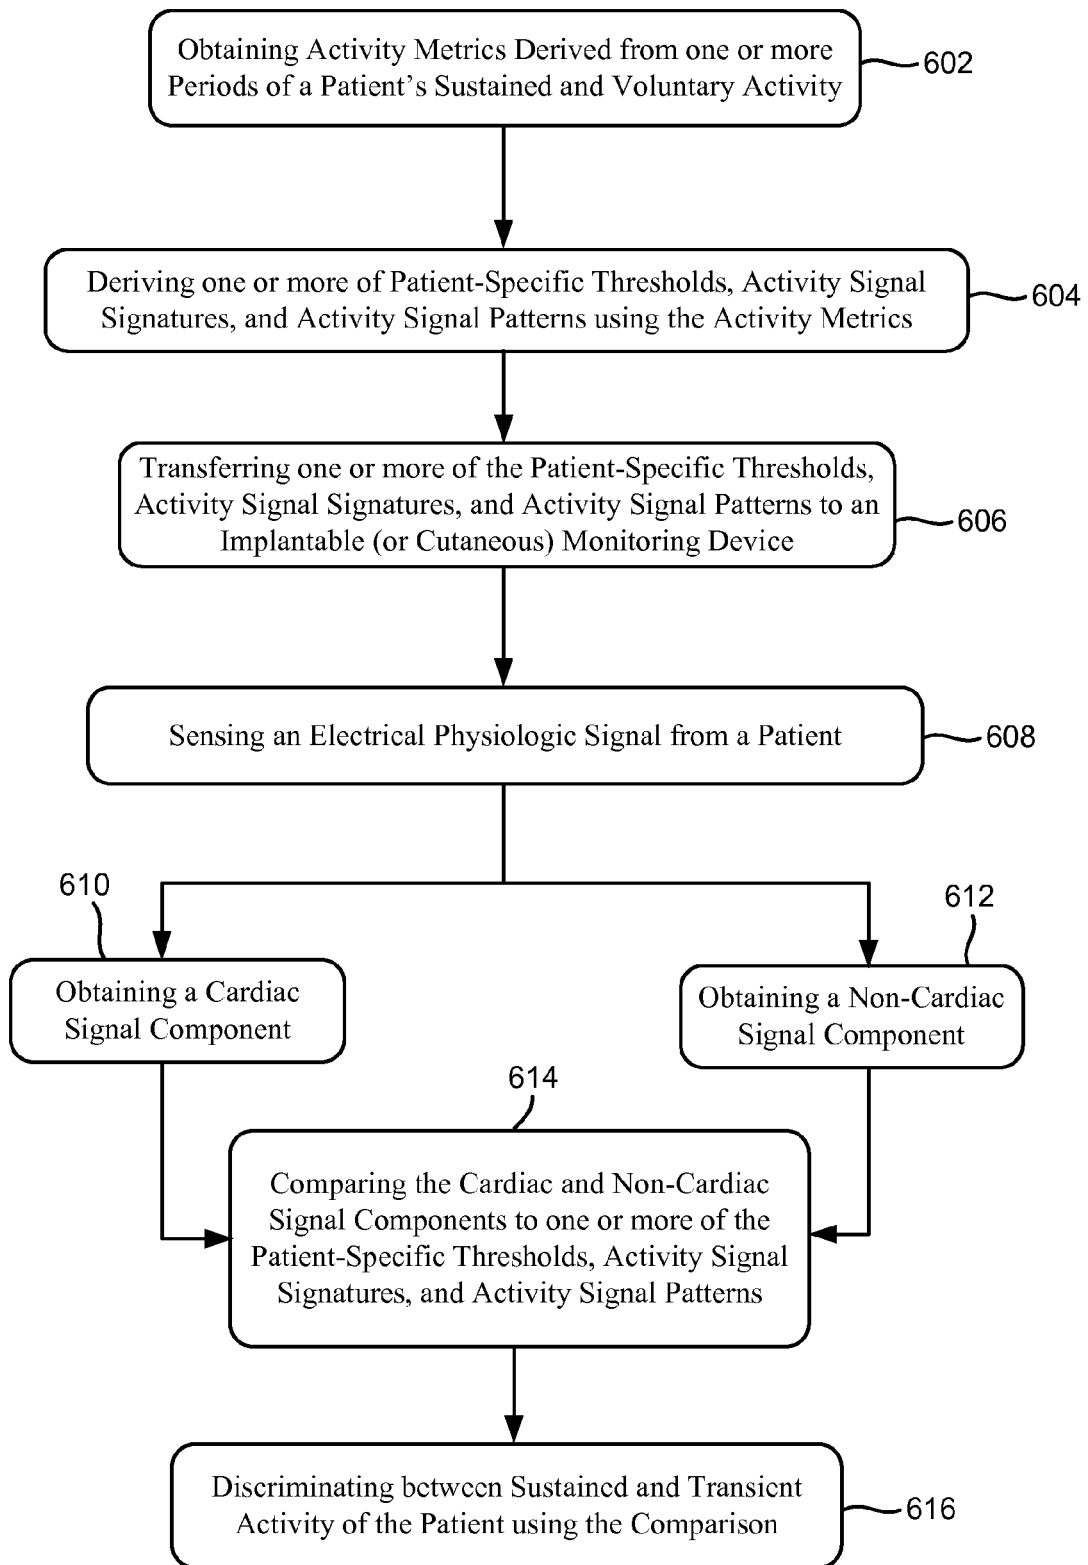 Obtaining Activity Metrics Derived from one or more
Periods of a Patient's Sustained and Voluntary Activity
602
Deriving one or more of Patient-Specific Thresholds, Activity Signal
Signatures, and Activity Signal Patterns using the Activity Metrics
604
Transferring one or more of the Patient-Specific Thresholds,
Activity Signal Signatures, and Activity Signal Patterns to an
Implantable (or Cutaneous) Monitoring Device
606
Sensing an Electrical Physiologic Signal from a Patient
608
610
Obtaining a Cardiac
Signal Component
612
Obtaining a Non-Cardiac
Signal Component
614
Comparing the Cardiac and Non-Cardiac
Signal Components to one or more of the
Patient-Specific Thresholds, Activity Signal
Signatures, and Activity Signal Patterns
Discriminating between Sustained and Transient
Activity of the Patient using the Comparison
616